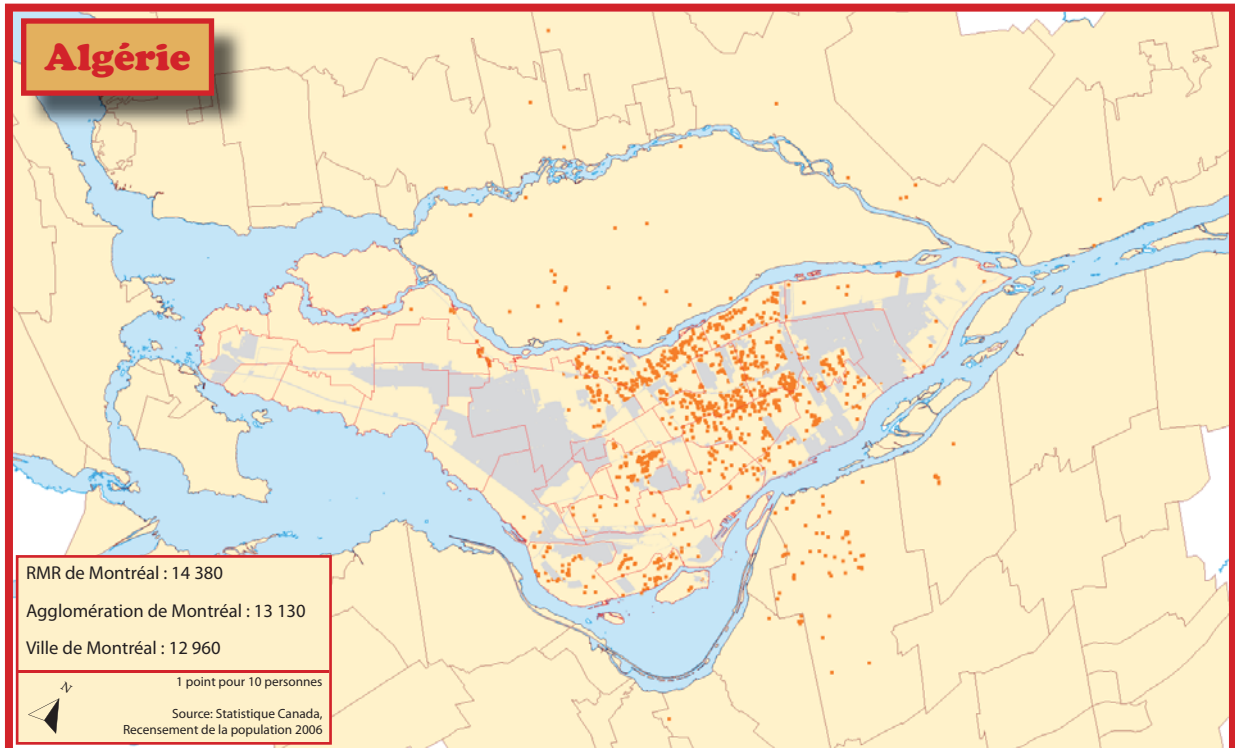 Algérie
RMR de Montréal : 14 380
Agglomération de Montréal : 13 130
Ville de Montréal : 12 960
N
1 point pour 10 personnes
Source: Statistique Canada,
Recensement de la population 2006